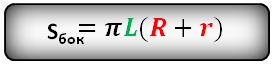 Sбок = πL(R + r)